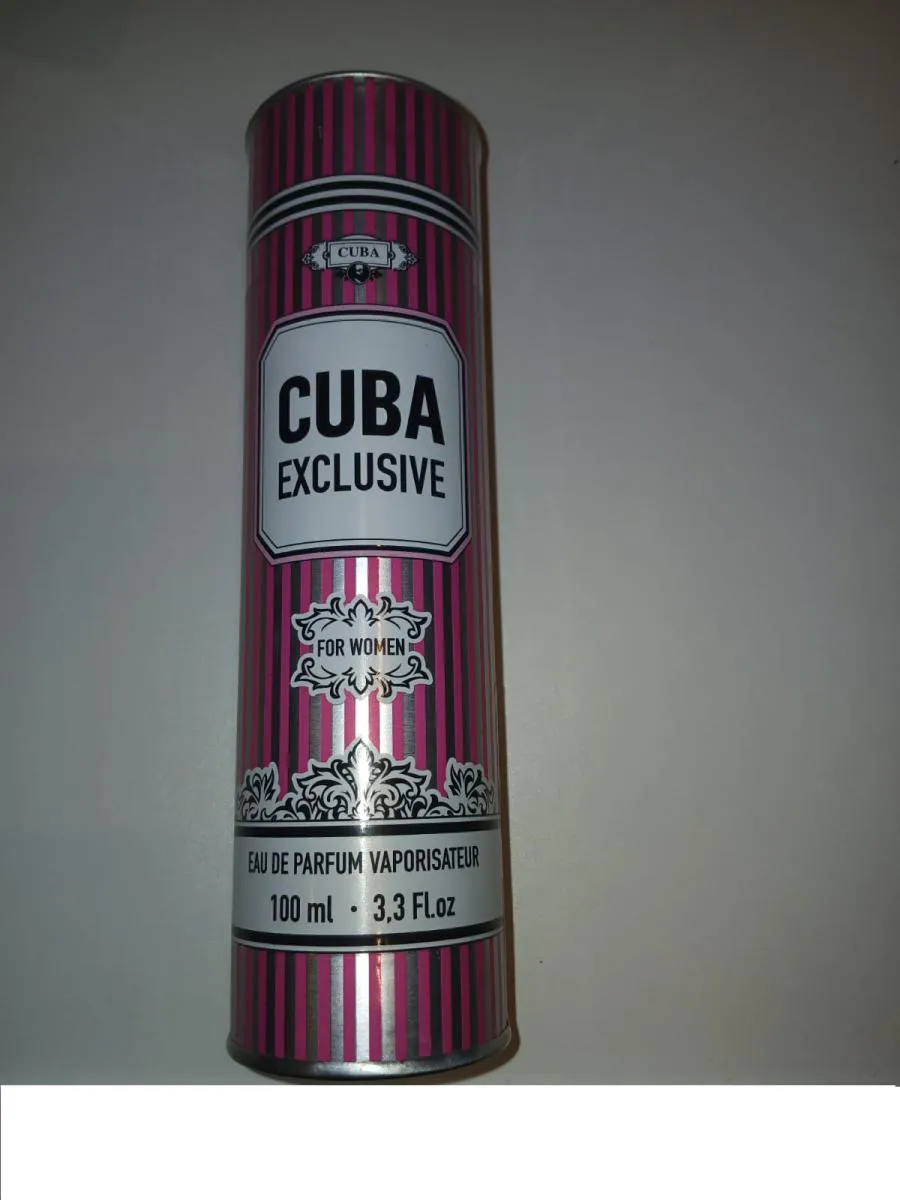 CUBA
CUBA
EXCLUSIVE
FOR WOMEN
EAU DE PARFUM VAPORISATEUR
100 ml · 3,3 Fl.oz